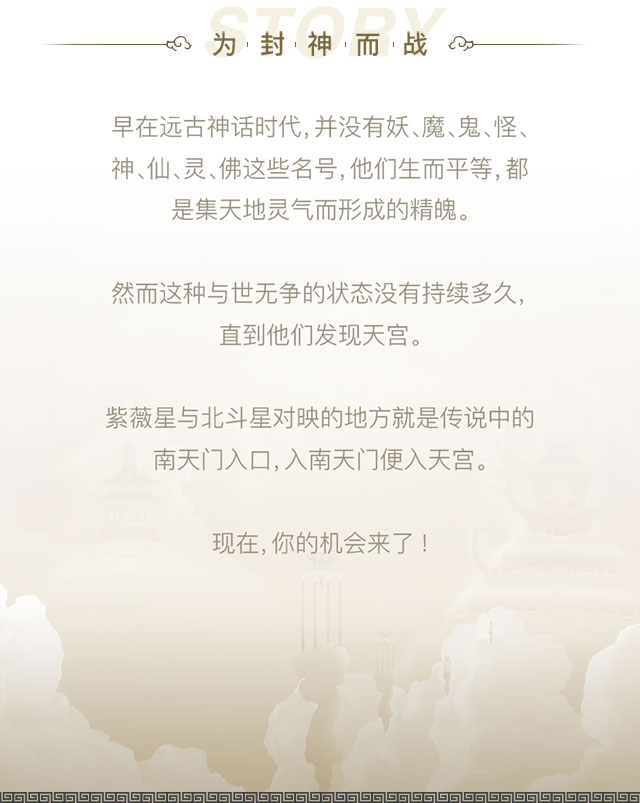 STORY
为·封·神·而·战
早在远古神话时代,并没有妖、魔、鬼、怪、
神、仙、灵、佛这些名号,他们生而平等,都
是集天地灵气而形成的精魄。
然而这种与世无争的状态没有持续多久,
直到他们发现天宫。
紫薇星与北斗星对映的地方就是传说中的
南天门入口,入南天门便入天宫。
现在,你的机会来了!